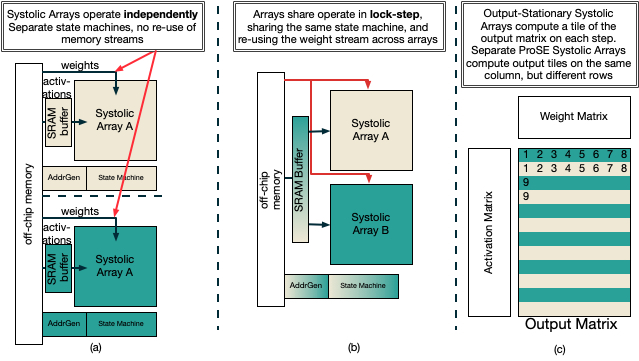 Systolic Arrays operate independently
Separate state machines, no re-use of
memory streams
weights
activ-
ations
SRAM
buffer
Systolic
Array A
AddrGen
State Machine
off-chip memory
weights
activ-
ations
SRAM
buffer
Systolic
Array A
AddrGen
State Machine
(a)
Arrays share operate in lock-step,
sharing the same state machine, and
re-using the weight stream across arrays
off-chip
memory
SRAM Buffer
Systolic
Array A
Systolic
Array B
AddrGen
State Machine
(b)
Output-Stationary Systolic
Arrays compute a tile of the
output matrix on each step.
Separate ProSE Systolic Arrays
compute output tiles on the same
column, but different rows
Weight Matrix
Activation Matrix
1 2 3 4 5 6 7 8
1 2 3 4 5 6 7 8
9
9
Output Matrix
(c)